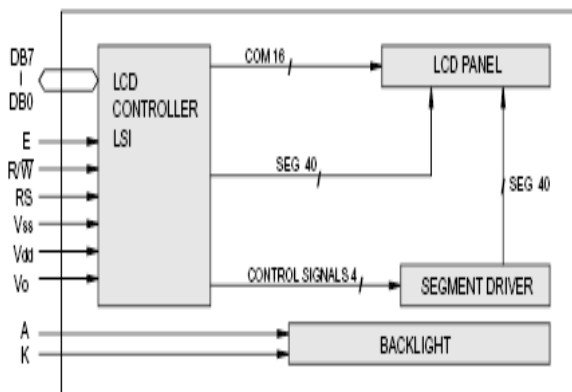 DB7
|
DB0
E
R/W̅
RS
Vss
Vdd
Vo
A
K
LCD
CONTROLLER
LSI
COM 16
LCD PANEL
SEG 40
SEG 40
CONTROL SIGNALS 4
SEGMENT DRIVER
BACKLIGHT